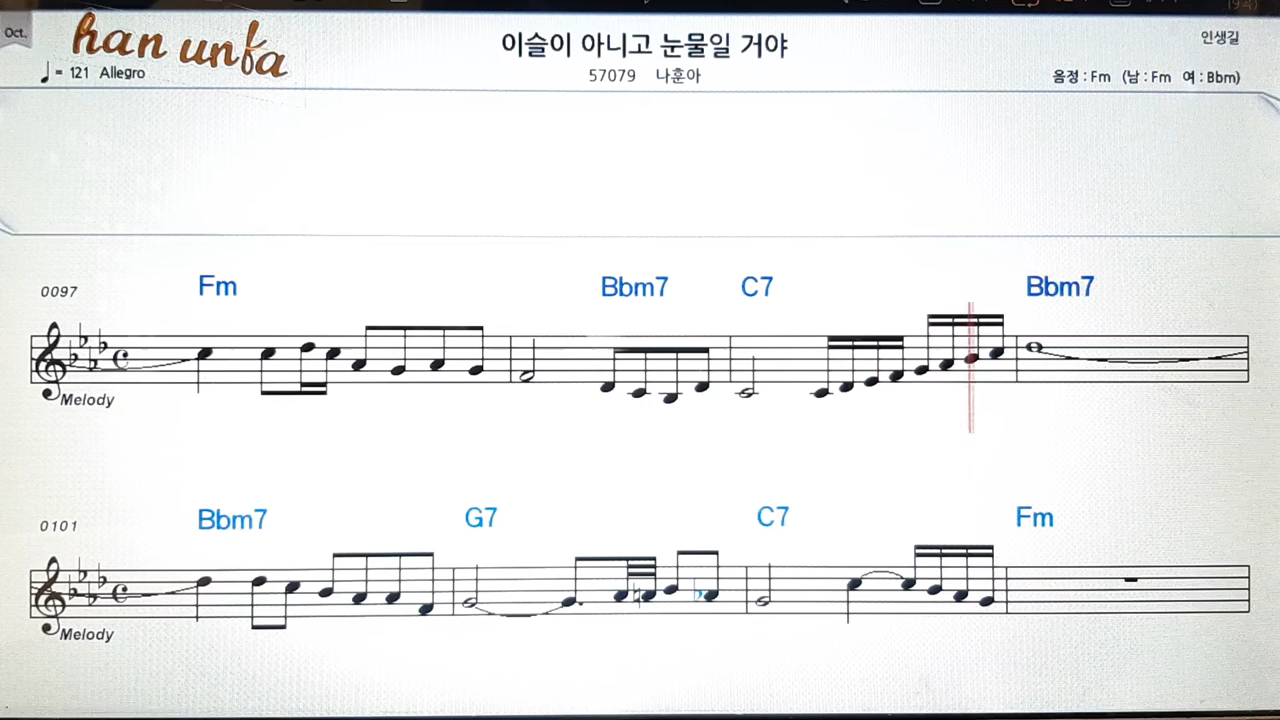 Oct.
han unfa
이슬이 아니고 눈물일 거야
인생길
♩ = 121 Allegro
57079 나훈아
음정 : Fm (남 : Fm 여 : Bbm)
0097
Fm Bbm7 C7 Bbm7
Melody
0101
Bbm7 G7 C7 Fm
Melody